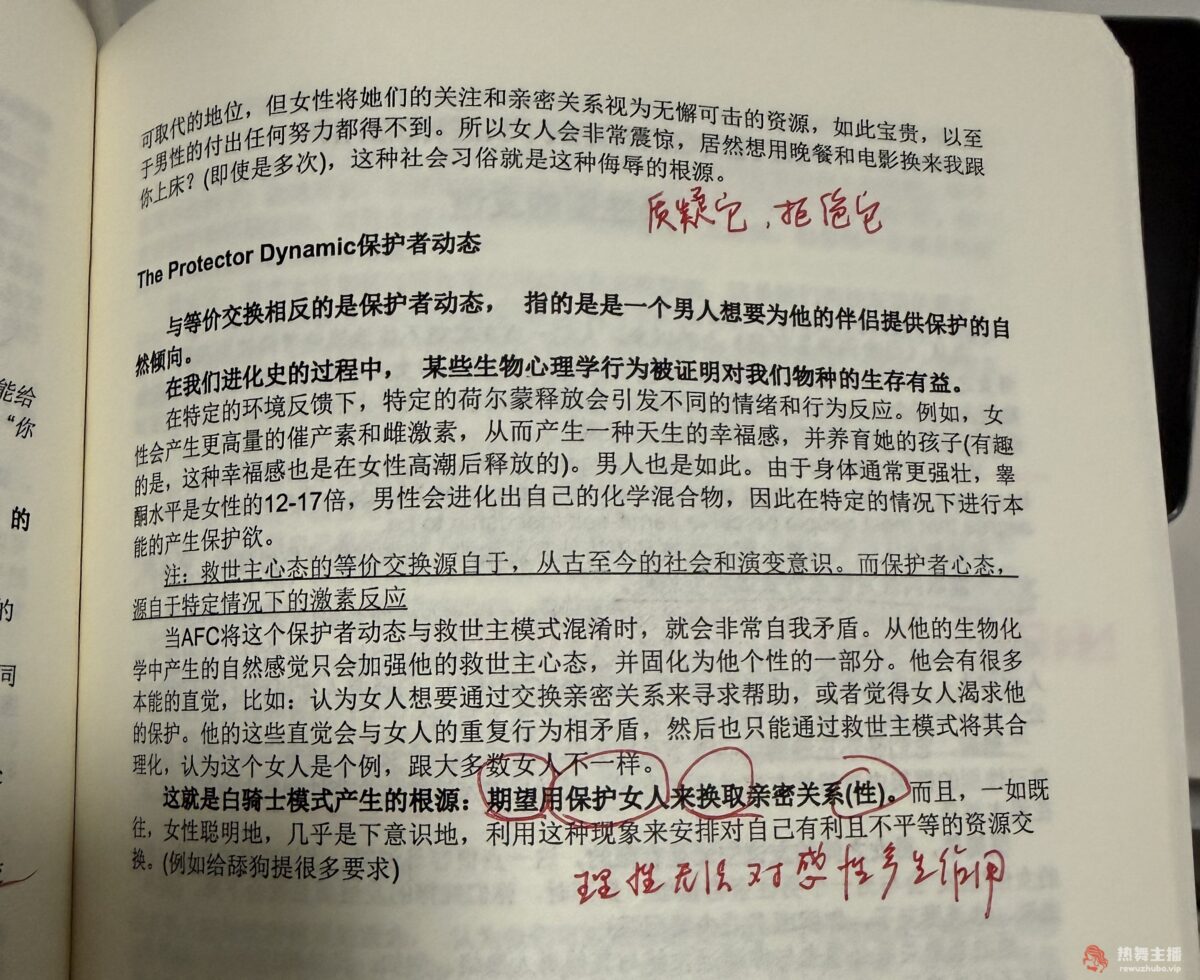 可取代的地位，但女性将她们的关注和亲密关系视为无懈可击的资源，如此宝贵，以至
于男性的付出任何努力都得不到。所以女人会非常震惊，居然想用晚餐和电影换来我跟
你上床？(即使是多次)，这种社会习俗就是这种侮辱的根源。
质疑它，拒绝它
The Protector Dynamic保护者动态
与等价交换相反的是保护者动态， 指的是是一个男人想要为他的伴侣提供保护的自
然倾向。
在我们进化史的过程中， 某些生物心理学行为被证明对我们物种的生存有益。
在特定的环境反馈下，特定的荷尔蒙释放会引发不同的情绪和行为反应。例如，女
性会产生更高量的催产素和雌激素，从而产生一种天生的幸福感，并养育她的孩子(有趣
的是，这种幸福感也是在女性高潮后释放的)。男人也是如此。由于身体通常更强壮，睾
酮水平是女性的12-17倍，男性会进化出自己的化学混合物，因此在特定的情况下进行本
能的产生保护欲。
注：救世主心态的等价交换源自于，从古至今的社会和演变意识。而保护者心态，
源自于特定情况下的激素反应
当AFC将这个保护者动态与救世主模式混淆时，就会非常自我矛盾。从他的生物化
学中产生的自然感觉只会加强他的救世主心态，并固化为他个性的一部分。他会有很多
本能的直觉，比如：认为女人想要通过交换亲密关系来寻求帮助，或者觉得女人渴求他
的保护。他的这些直觉会与女人的重复行为相矛盾，然后也只能通过救世主模式将其合
理化，认为这个女人是个例，跟大多数女人不一样。
这就是白骑士模式产生的根源：期望用保护女人来换取亲密关系(性)。而且，一如既
往，女性聪明地，几乎是下意识地，利用这种现象来安排对自己有利且不平等的资源交
换。(例如给舔狗提很多要求)
理性无法对感性产生作用
能给
“你
的
的
同
热舞主播
rewuzhubo.vip